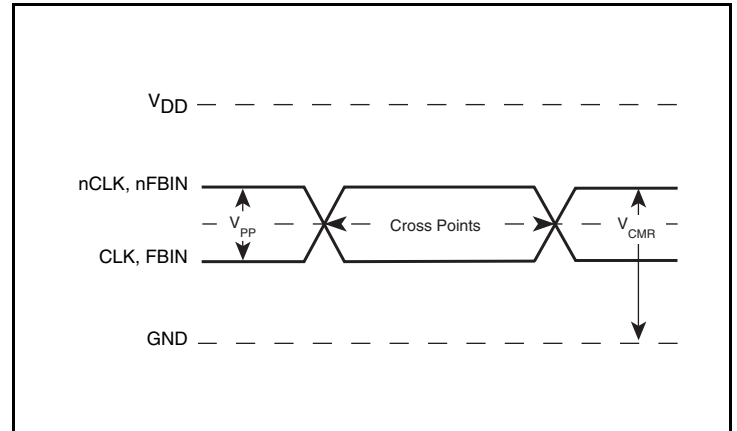 VDD
nCLK, nFBIN
VPP
Cross Points
VCMR
CLK, FBIN
GND